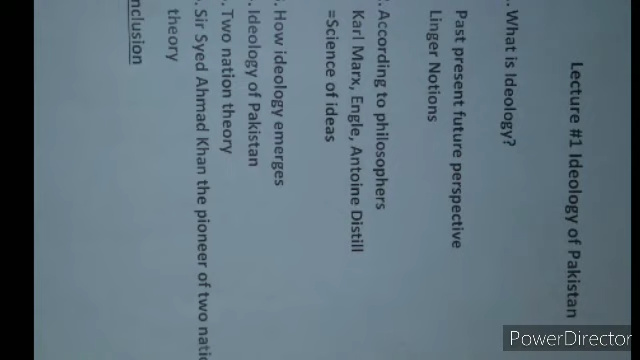 Lecture #1 Ideology of Pakistan
. What is Ideology?
Past present future perspective
Linger Notions
. According to philosophers
Karl Marx, Engle, Antoine Distill
=Science of ideas
. How ideology emerges
. Ideology of Pakistan
. Two nation theory
. Sir Syed Ahmad Khan the pioneer of two natio
theory
nclusion
PowerDirector